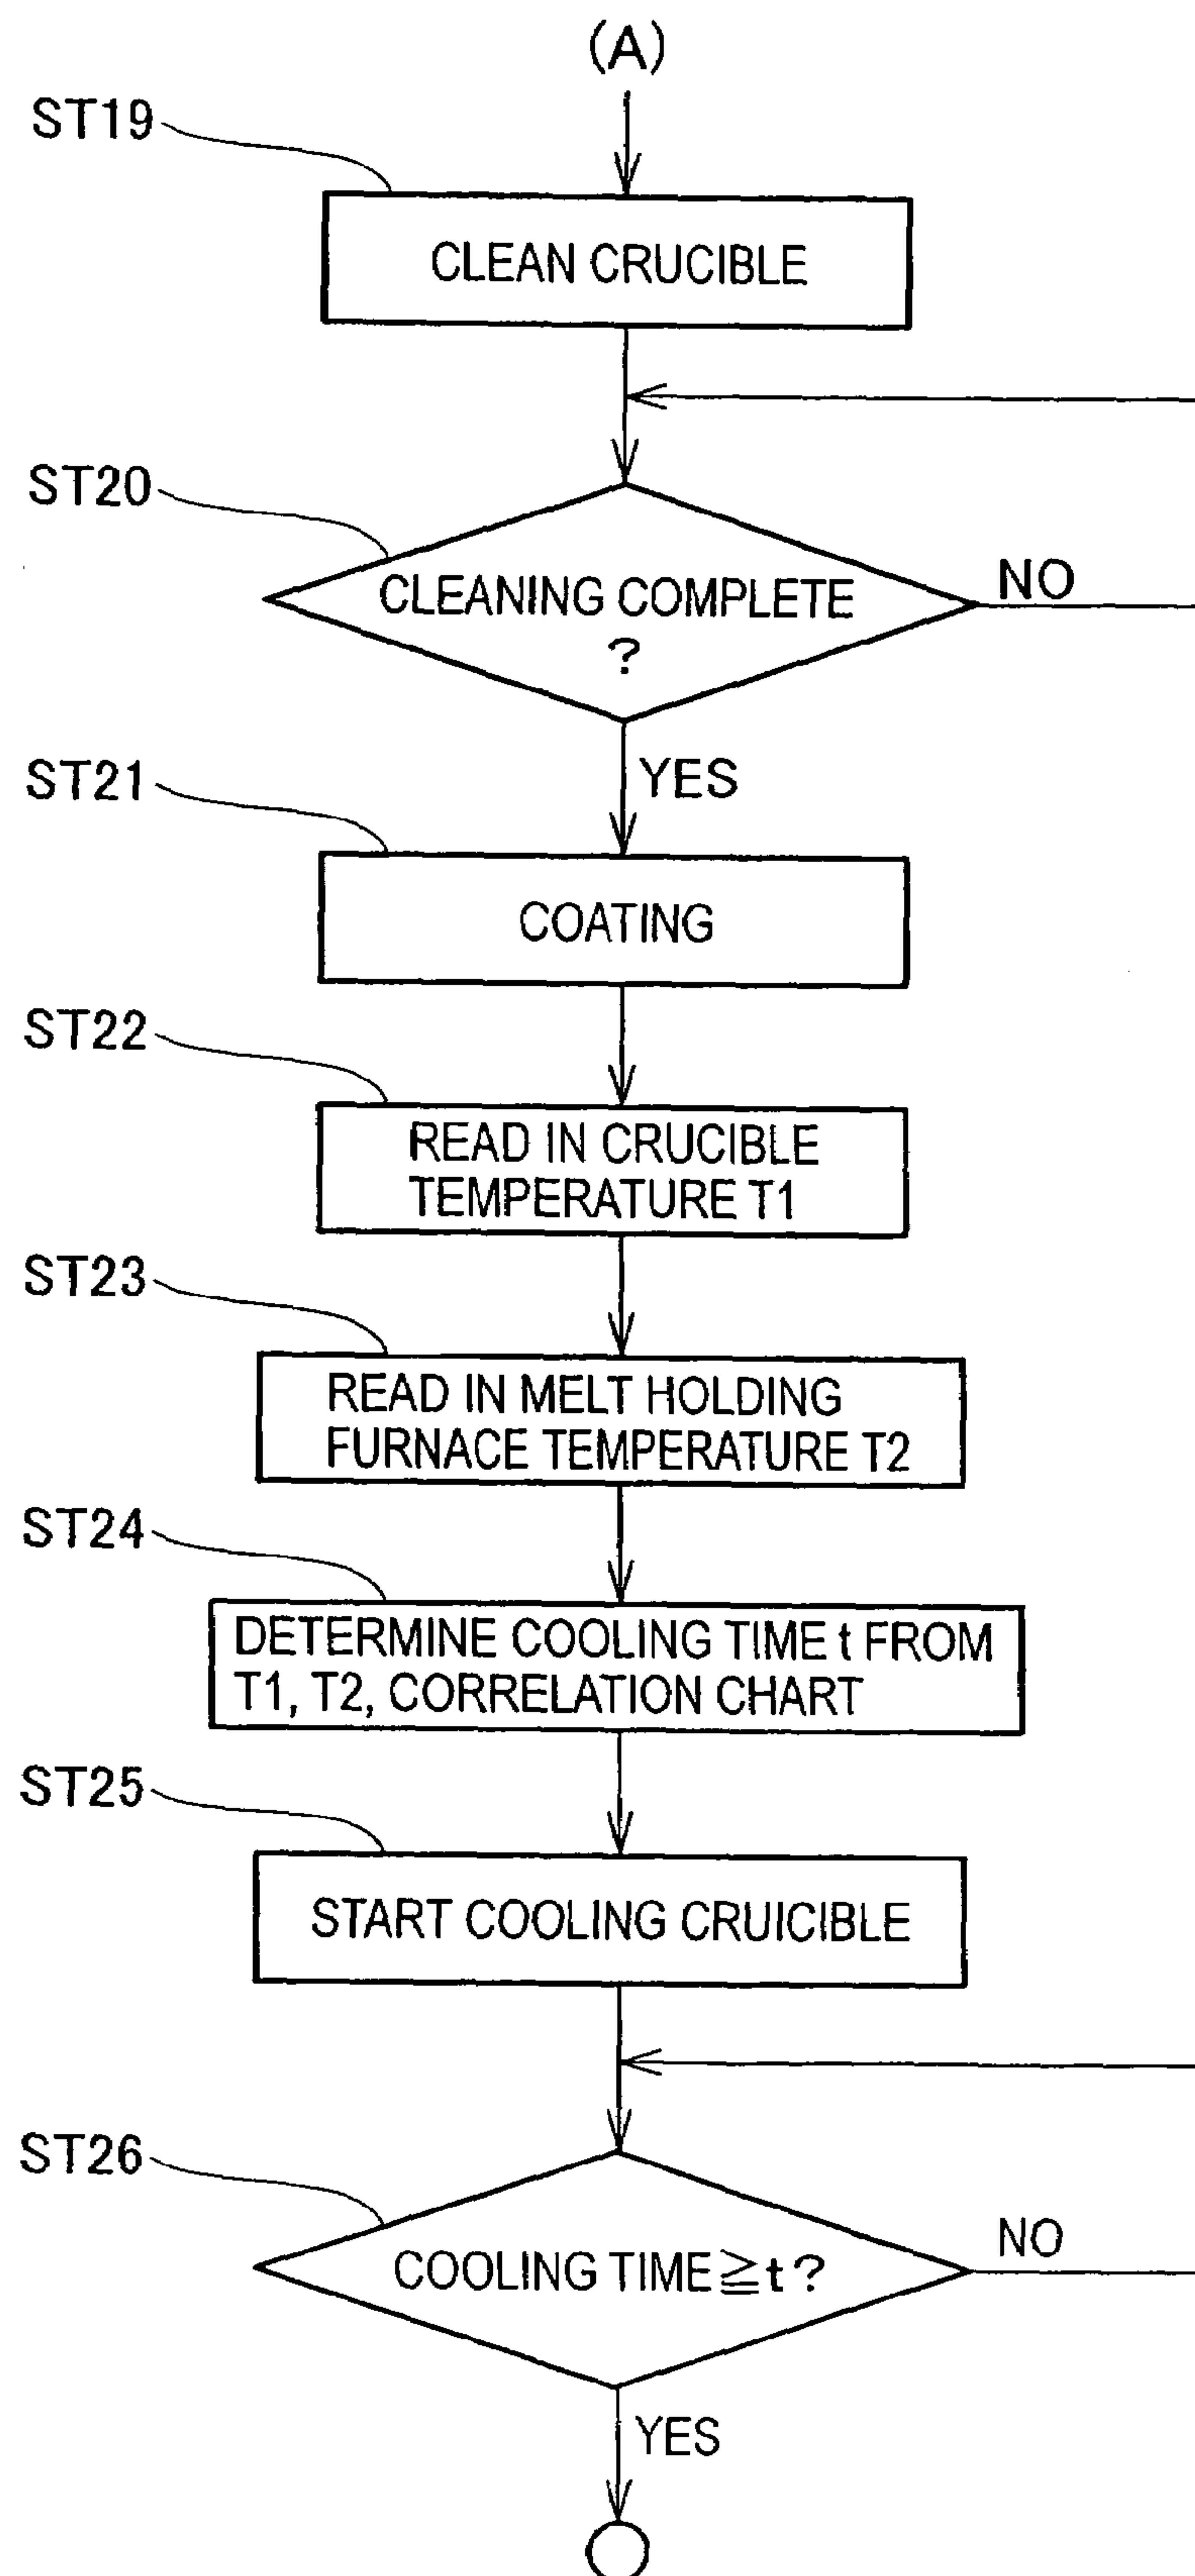 (A)
ST19
CLEAN CRUCIBLE
ST20
CLEANING COMPLETE
?
NO
YES
ST21
COATING
ST22
READ IN CRUCIBLE
TEMPERATURE T1
ST23
READ IN MELT HOLDING
FURNACE TEMPERATURE T2
ST24
DETERMINE COOLING TIME t FROM
T1, T2, CORRELATION CHART
ST25
START COOLING CRUICIBLE
ST26
COOLING TIME≧t?
NO
YES